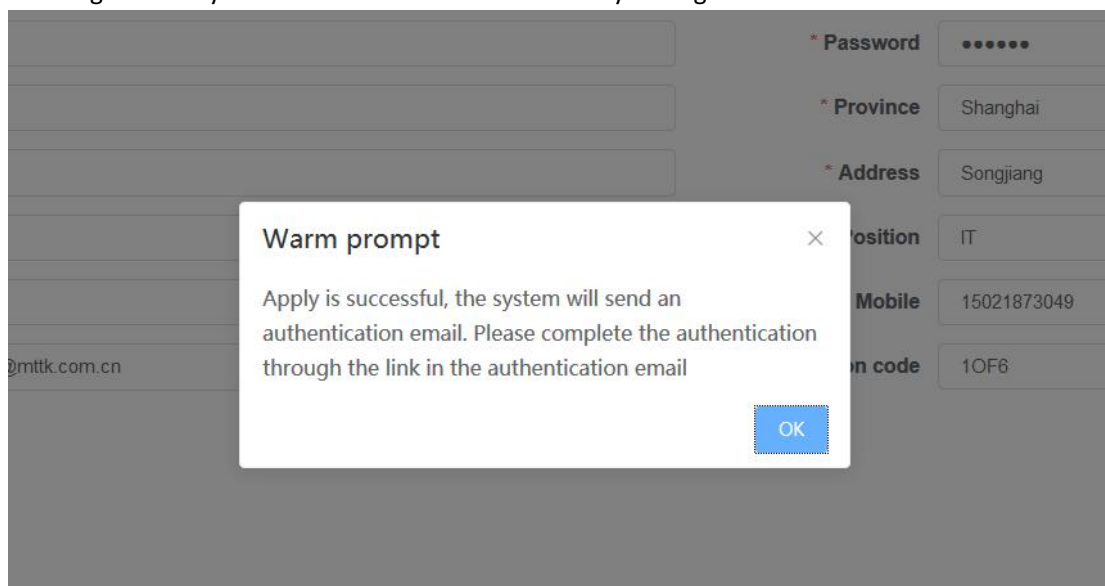 * Password ••••••
* Province Shanghai
* Address Songjiang
Warm prompt
Position IT
Apply is successful, the system will send an
Mobile 15021873049
authentication email. Please complete the authentication
@mttk.com.cn
through the link in the authentication email
on code 1OF6
OK